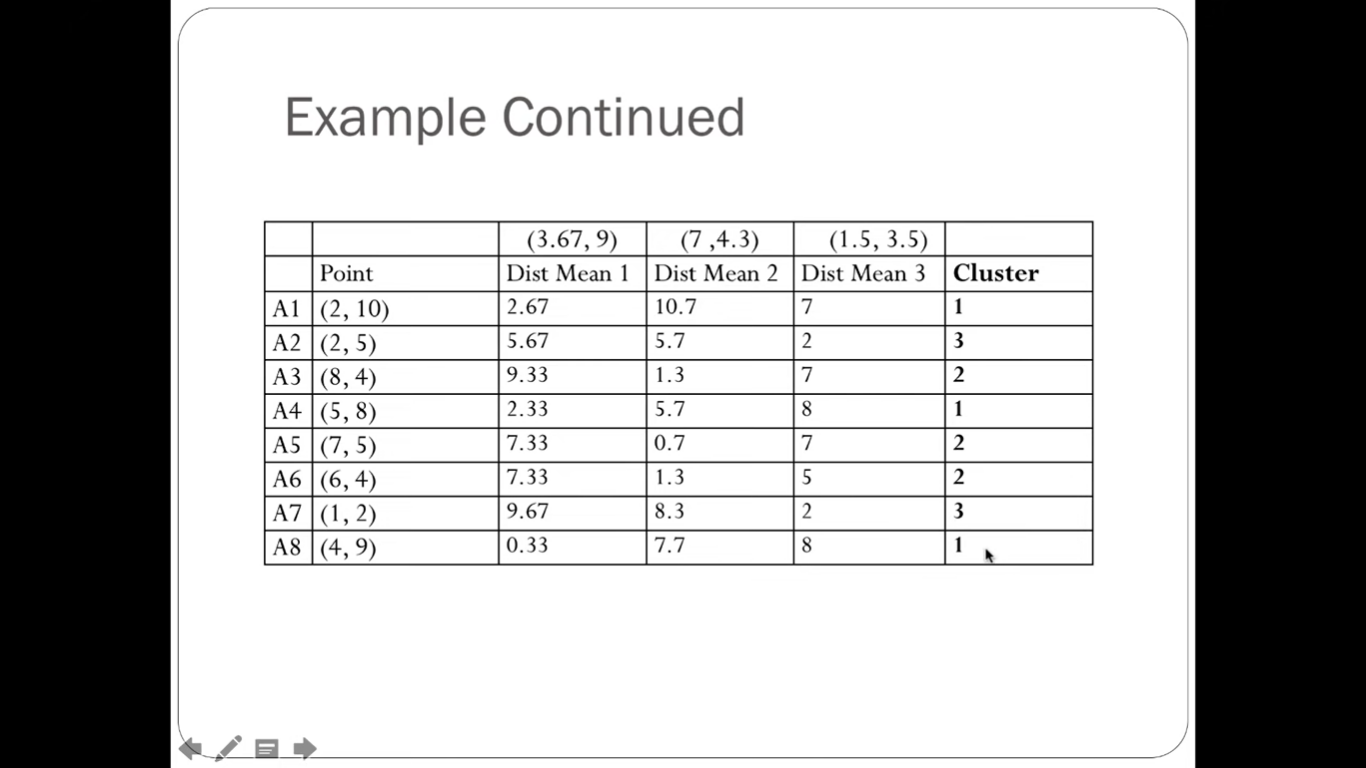 Example Continued
(3.67, 9) (7 ,4.3) (1.5, 3.5)
Point Dist Mean 1 Dist Mean 2 Dist Mean 3 Cluster
A1 (2, 10) 2.67 10.7 7 1
A2 (2, 5) 5.67 5.7 2 3
A3 (8, 4) 9.33 1.3 7 2
A4 (5, 8) 2.33 5.7 8 1
A5 (7, 5) 7.33 0.7 7 2
A6 (6, 4) 7.33 1.3 5 2
A7 (1, 2) 9.67 8.3 2 3
A8 (4, 9) 0.33 7.7 8 1